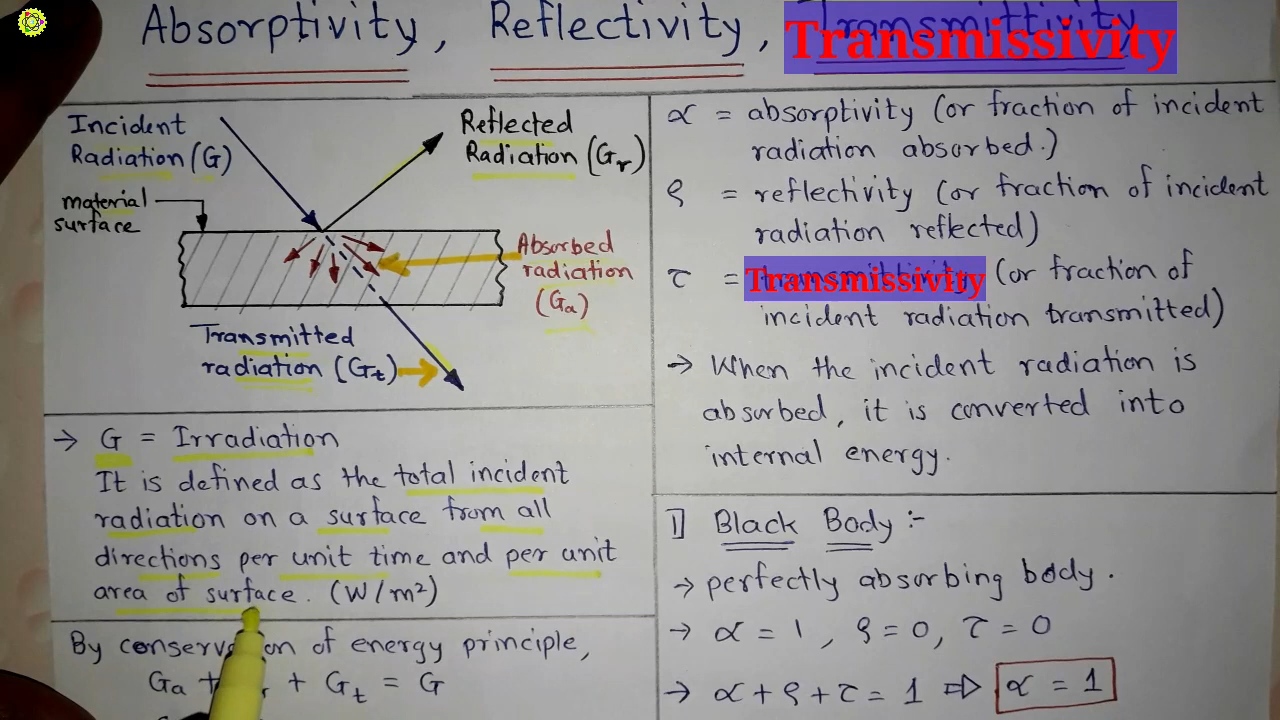 Absorptivity, Reflectivity, Transmissivity
Incident
Radiation (G)
Reflected
Radiation (Gr)
material
surface
Absorbed
radiation
(Ga)
Transmitted
radiation (Gt)
→ G = Irradiation
It is defined as the total incident
radiation on a surface from all
directions per unit time and per unit
area of surface. (W/m²)
By conservation of energy principle,
Ga + + Gt = G
α = absorptivity (or fraction of incident
radiation absorbed.)
ρ = reflectivity (or fraction of incident
radiation reflected)
τ = Transmissivity (or fraction of
incident radiation transmitted)
→ When the incident radiation is
absorbed, it is converted into
internal energy.
1] Black Body :-
→ perfectly absorbing body.
→ α = 1, ρ = 0, τ = 0
→ α + ρ + τ = 1 ⇒ α = 1